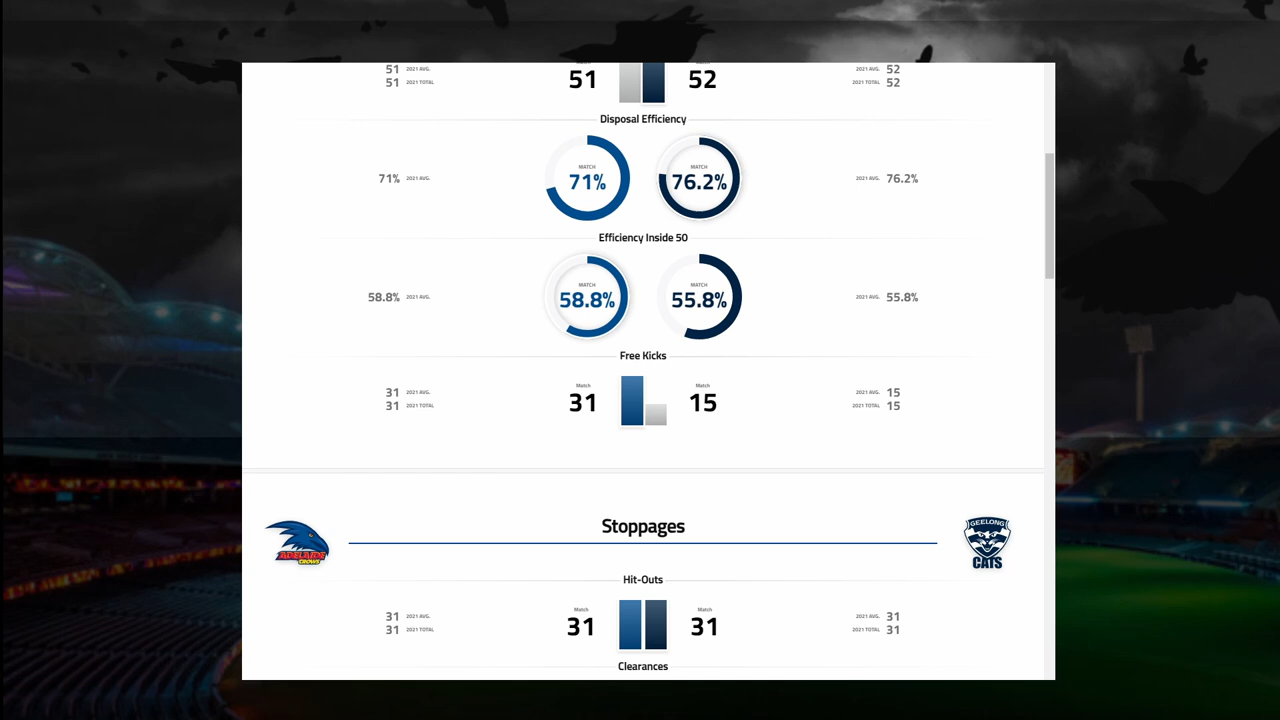 51 2021 AVG. 51 52 2021 AVG. 52
51 2021 TOTAL 2021 TOTAL 52
Disposal Efficiency
71% 2021 AVG. MATCH 71% MATCH 76.2% 2021 AVG. 76.2%
Efficiency Inside 50
58.8% 2021 AVG. MATCH 58.8% MATCH 55.8% 2021 AVG. 55.8%
Free Kicks
Match Match
31 2021 AVG. 2021 AVG. 15
31 2021 TOTAL 31 15 2021 TOTAL 15
Stoppages
ADELAIDE
CROWS
GEELONG
CATS
Hit-Outs
Match Match
31 2021 AVG. 2021 AVG. 31
31 2021 TOTAL 31 31 2021 TOTAL 31
Clearances